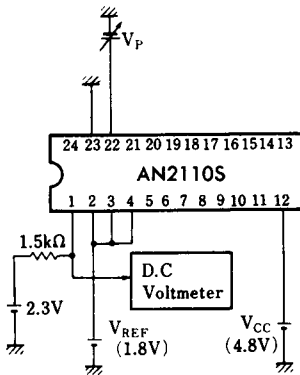 V_P
24 23 22 21 20 19 18 17 16 15 14 13
AN2110S
1 2 3 4 5 6 7 8 9 10 11 12
1.5kΩ
D.C
Voltmeter
2.3V
V_REF
(1.8V)
V_CC
(4.8V)